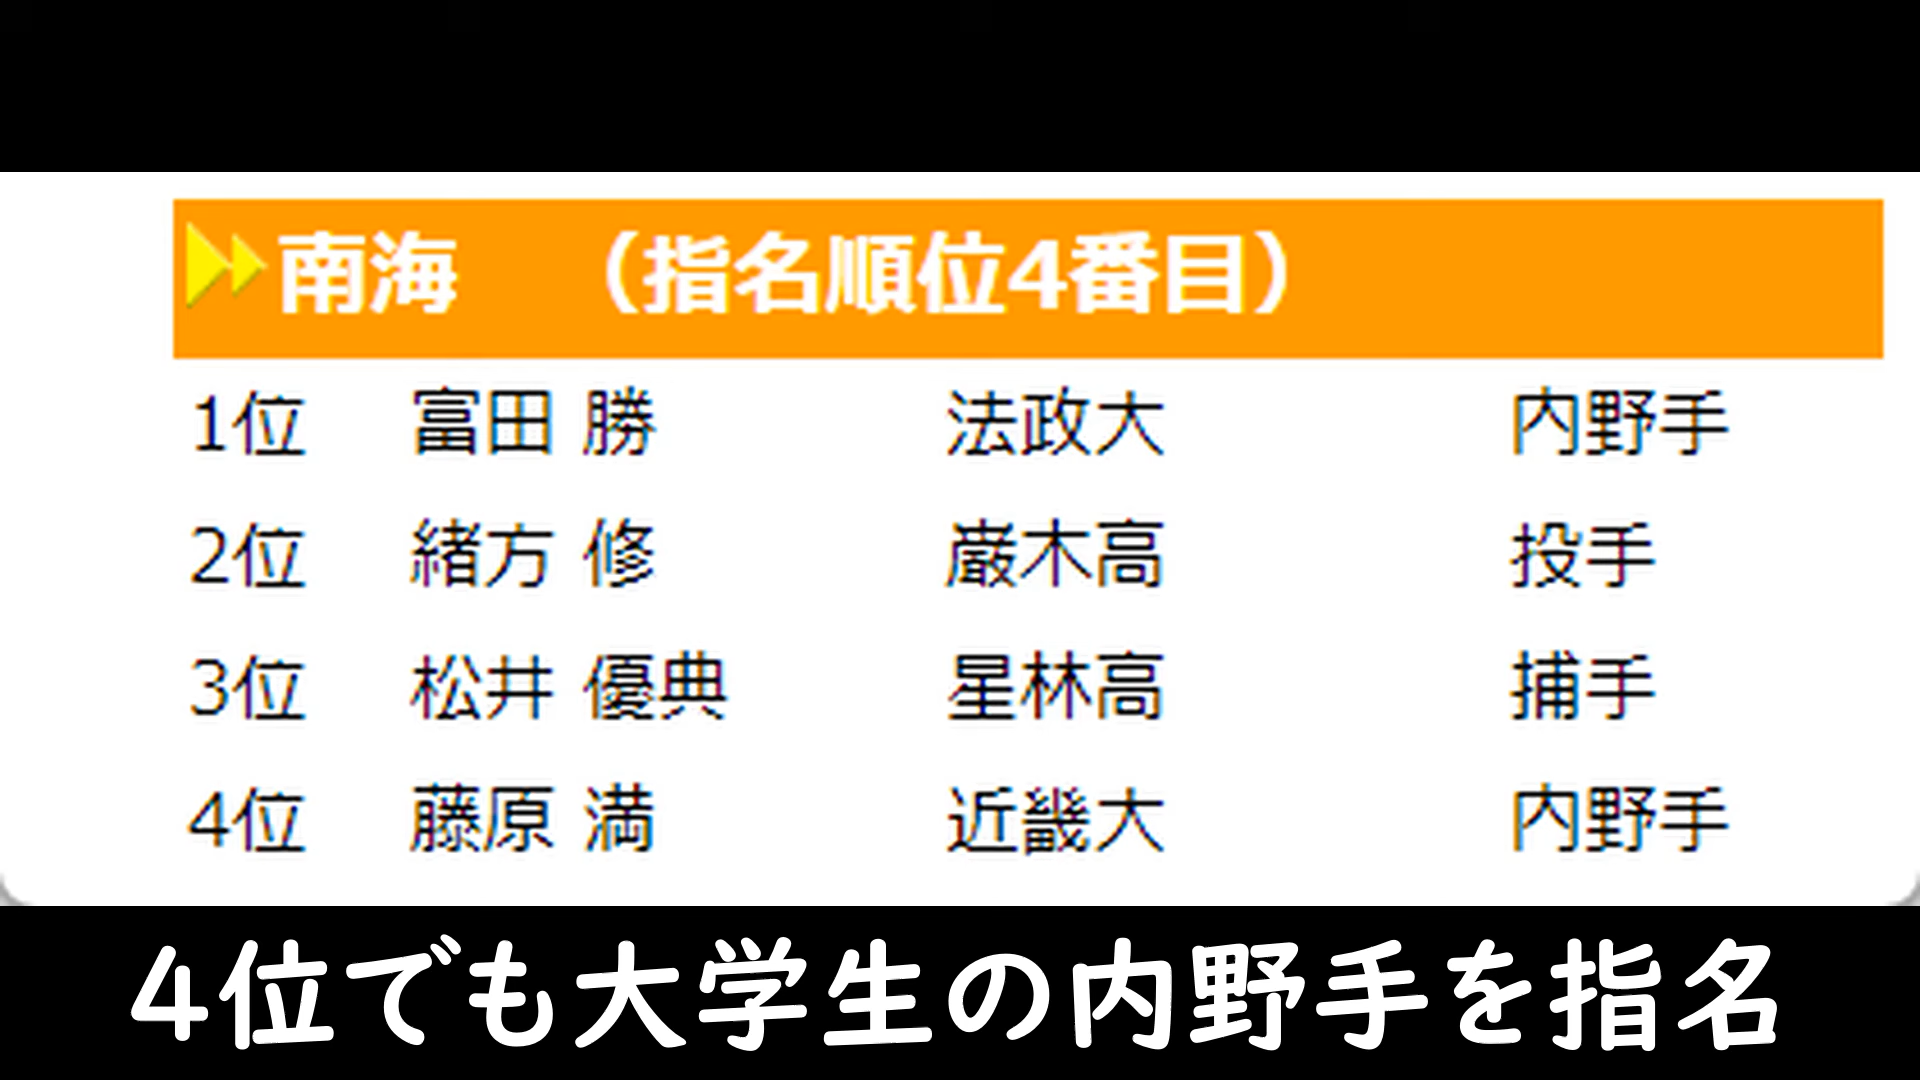 南海 （指名順位4番目）
1位 富田 勝 法政大 内野手
2位 緒方 修 巌木高 投手
3位 松井 優典 星林高 捕手
4位 藤原 満 近畿大 内野手
4位でも大学生の内野手を指名